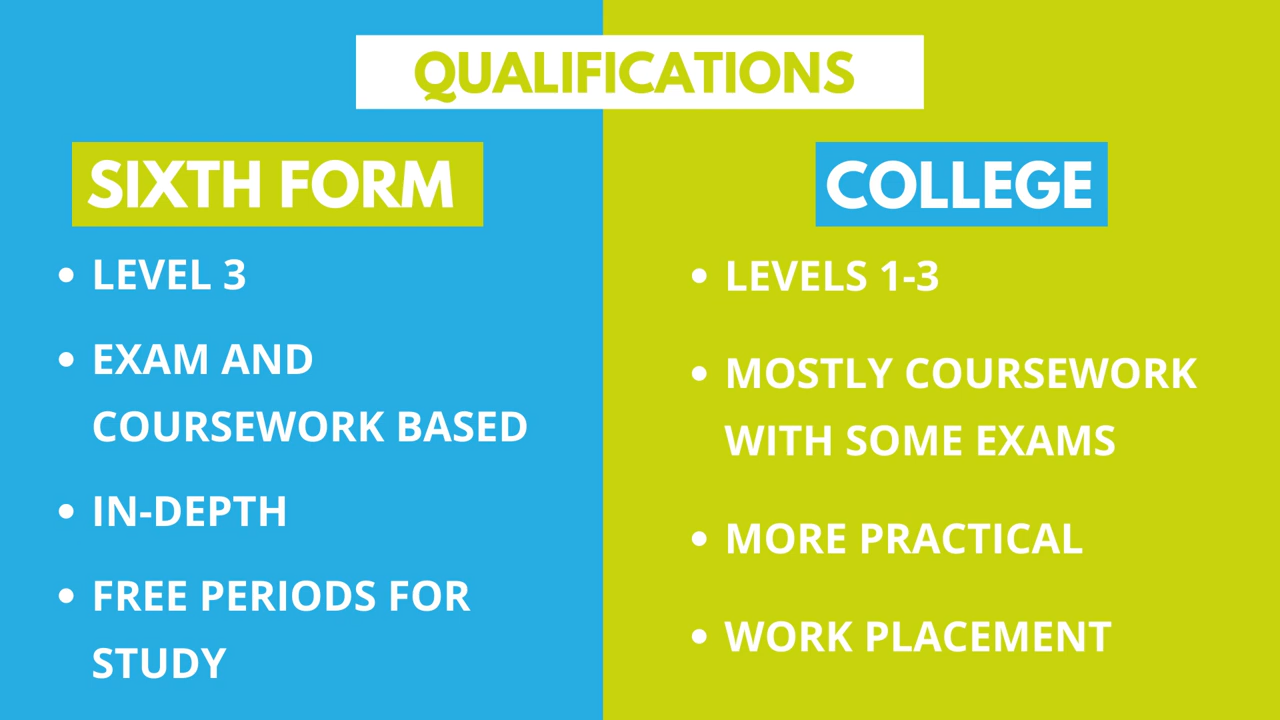 QUALIFICATIONS
SIXTH FORM
• LEVEL 3
• EXAM AND
COURSEWORK BASED
• IN-DEPTH
• FREE PERIODS FOR
STUDY
COLLEGE
• LEVELS 1-3
• MOSTLY COURSEWORK
WITH SOME EXAMS
• MORE PRACTICAL
• WORK PLACEMENT